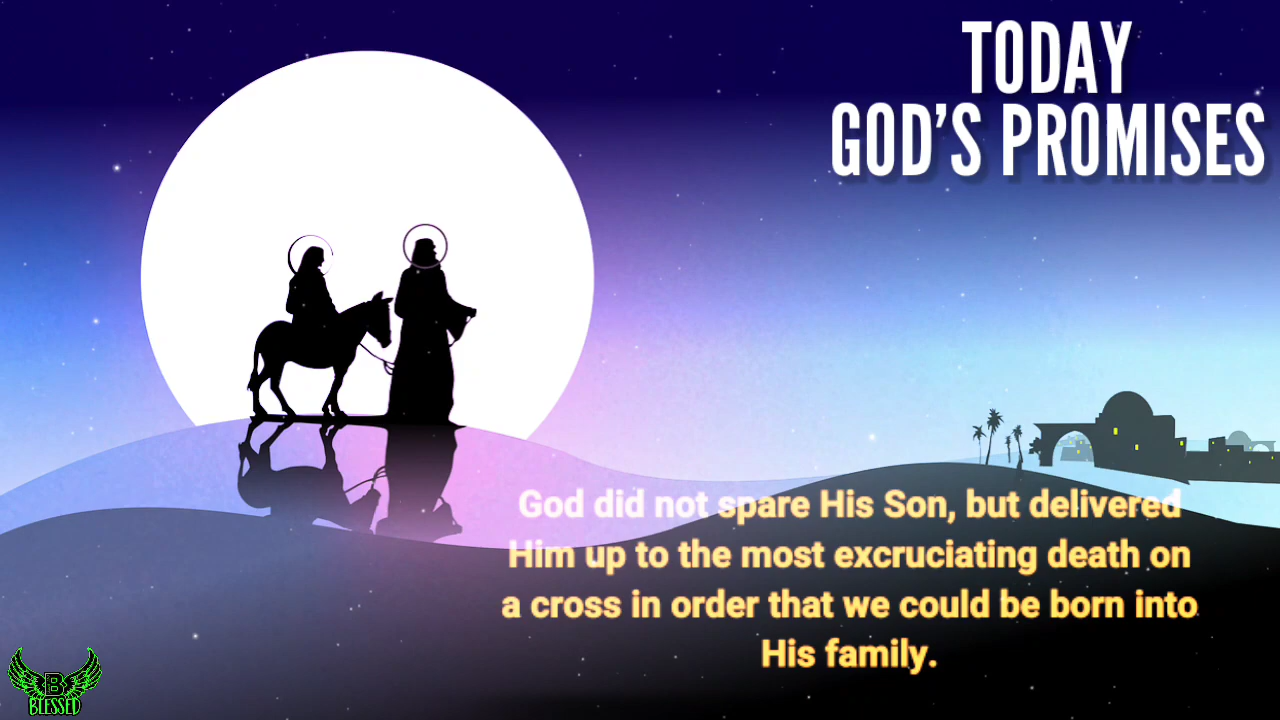 TODAY
GOD'S PROMISES
God did not spare His Son, but delivered
Him up to the most excruciating death on
a cross in order that we could be born into
His family.
B
BLESSED